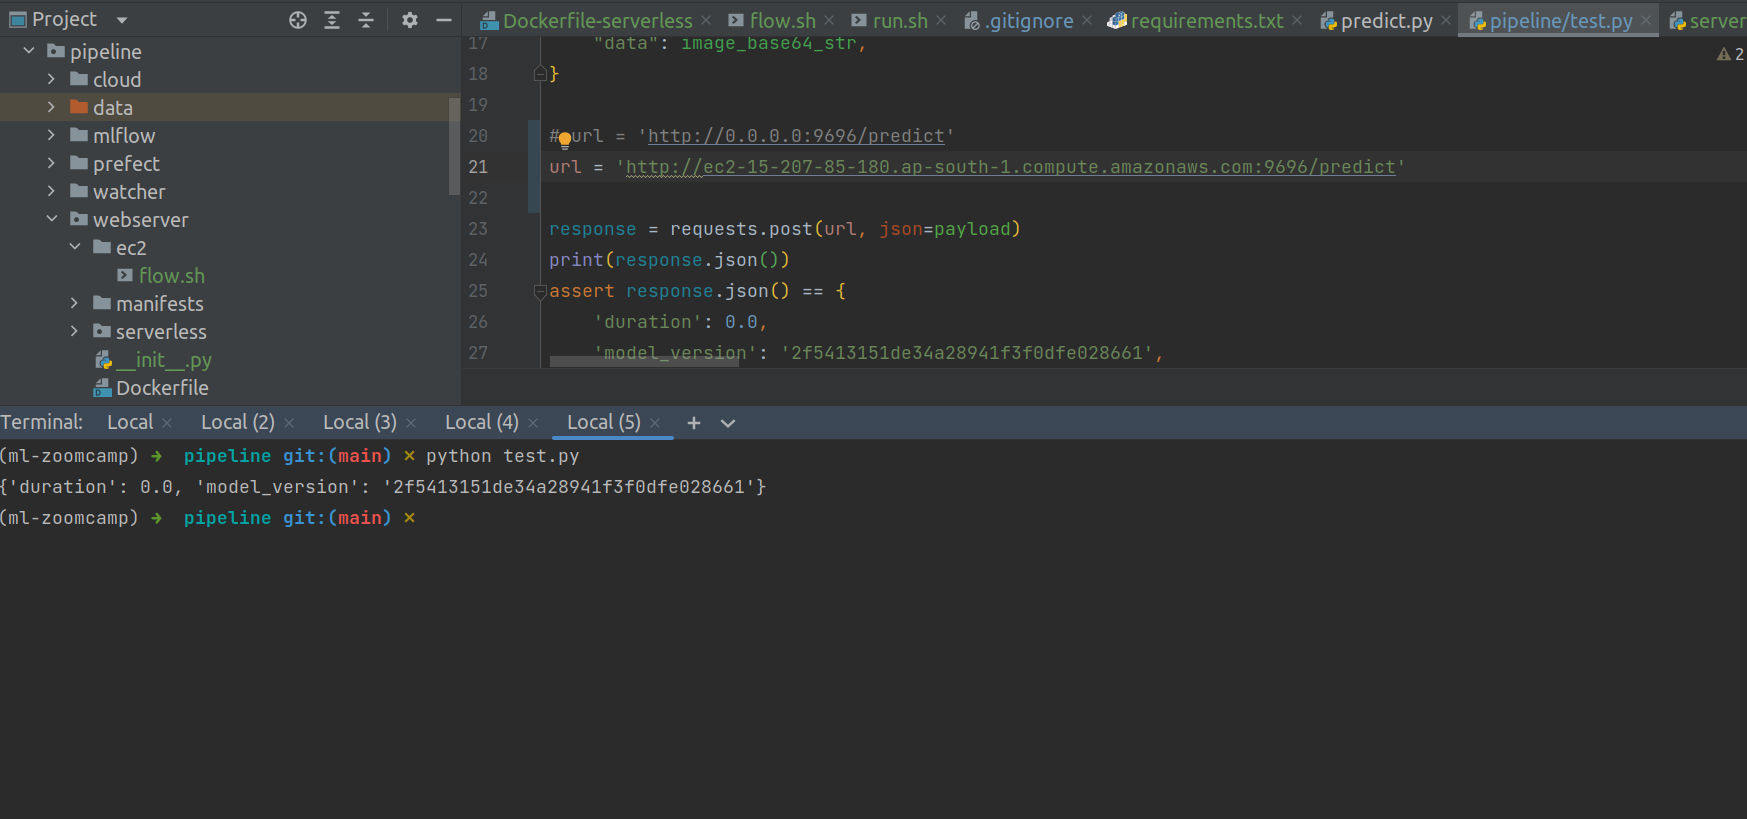 Project
Dockerfile-serverless
flow.sh
run.sh
.gitignore
requirements.txt
predict.py
pipeline/test.py
server
pipeline
cloud
data
mlflow
prefect
watcher
webserver
ec2
flow.sh
manifests
serverless
__init__.py
Dockerfile
2
17 "data": image_base64_str,
18 }
19
20 # url = 'http://0.0.0.0:9696/predict'
21 url = 'http://ec2-15-207-85-180.ap-south-1.compute.amazonaws.com:9696/predict'
22
23 response = requests.post(url, json=payload)
24 print(response.json())
25 assert response.json() == {
26 'duration': 0.0,
27 'model_version': '2f5413151de34a28941f3f0dfe028661',
Terminal: Local Local (2) Local (3) Local (4) Local (5)
(ml-zoomcamp) ➜ pipeline git:(main) ✗ python test.py
{'duration': 0.0, 'model_version': '2f5413151de34a28941f3f0dfe028661'}
(ml-zoomcamp) ➜ pipeline git:(main) ✗